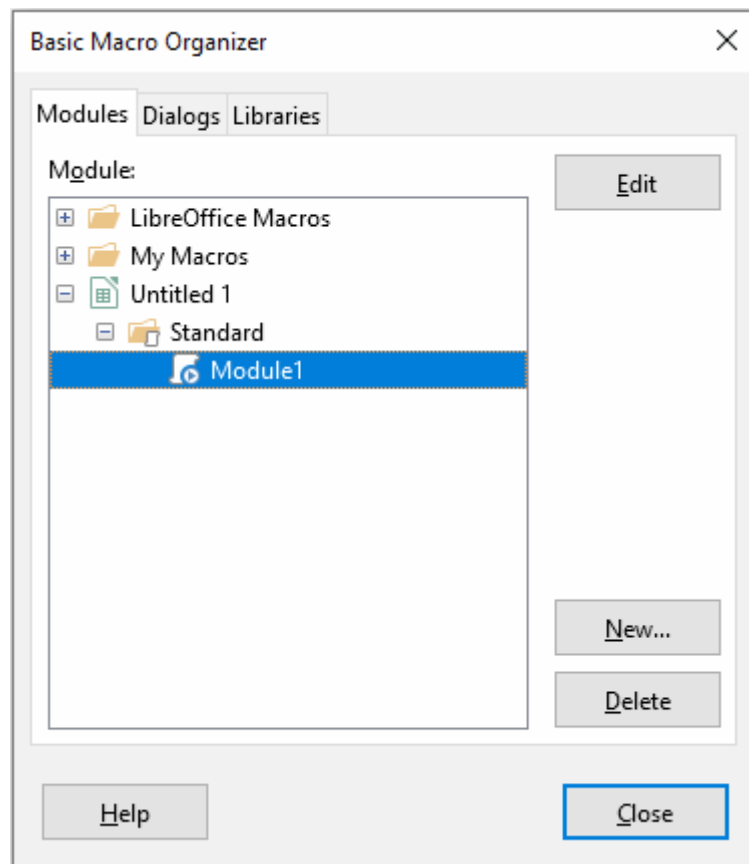 Basic Macro Organizer
Modules Dialogs Libraries
Module:
Edit
LibreOffice Macros
My Macros
Untitled 1
Standard
Module1
New...
Delete
Help Close